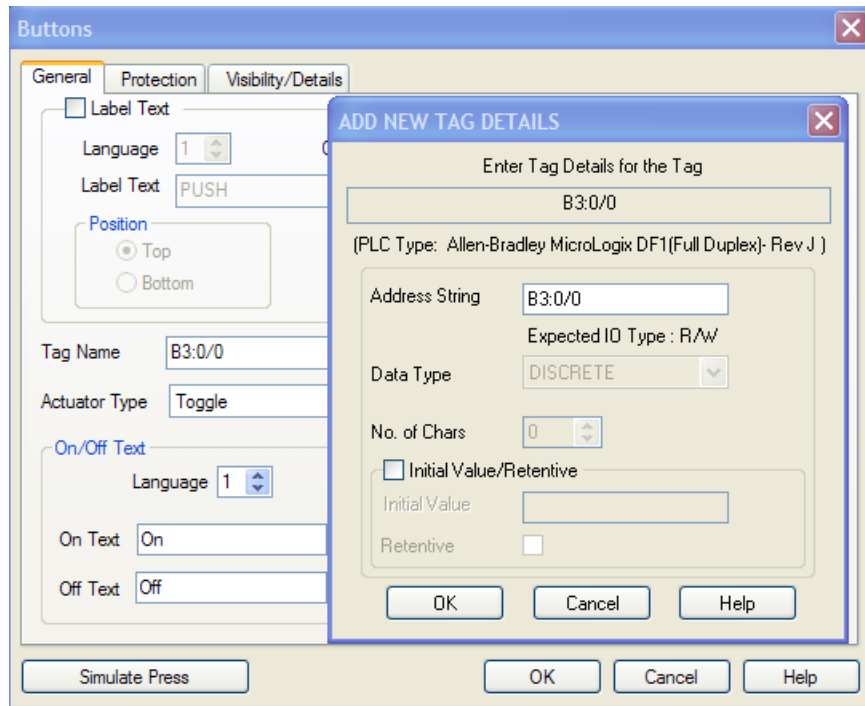 Buttons
General
Protection
Visibility/Details
Label Text
Language 1
Label Text PUSH
Position
Top
Bottom
Tag Name B3:0/0
Actuator Type Toggle
On/Off Text
Language 1
On Text On
Off Text Off
Simulate Press
OK
Cancel
Help
ADD NEW TAG DETAILS
Enter Tag Details for the Tag
B3:0/0
(PLC Type: Allen-Bradley MicroLogix DF1(Full Duplex)- Rev J )
Address String B3:0/0
Expected IO Type : R/W
Data Type DISCRETE
No. of Chars 0
Initial Value/Retentive
Initial Value
Retentive
OK
Cancel
Help